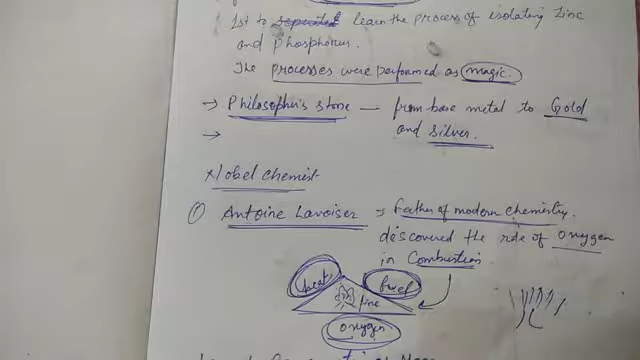 1st to separated learn the process of isolating Zinc
and Phosphorus.
The processes were performed as magic.
→ Philosopher's stone — from base metal to Gold
and silver.
→
Nobel chemist
① Antoine Lavoiser → Father of modern chemistry.
discovered the role of oxygen
in Combustion.
heat
fuel
fire
oxygen